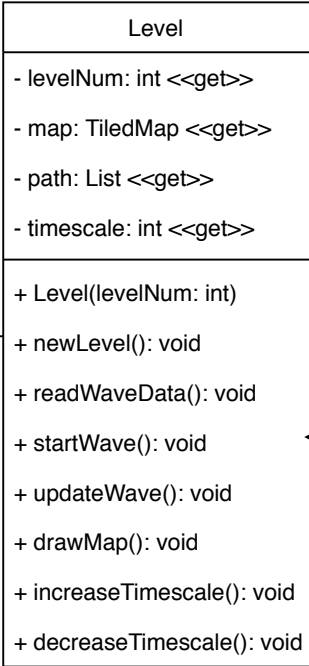 Level
- levelNum: int <<get>>
- map: TiledMap <<get>>
- path: List <<get>>
- timescale: int <<get>>
+ Level(levelNum: int)
+ newLevel(): void
+ readWaveData(): void
+ startWave(): void
+ updateWave(): void
+ drawMap(): void
+ increaseTimescale(): void
+ decreaseTimescale(): void